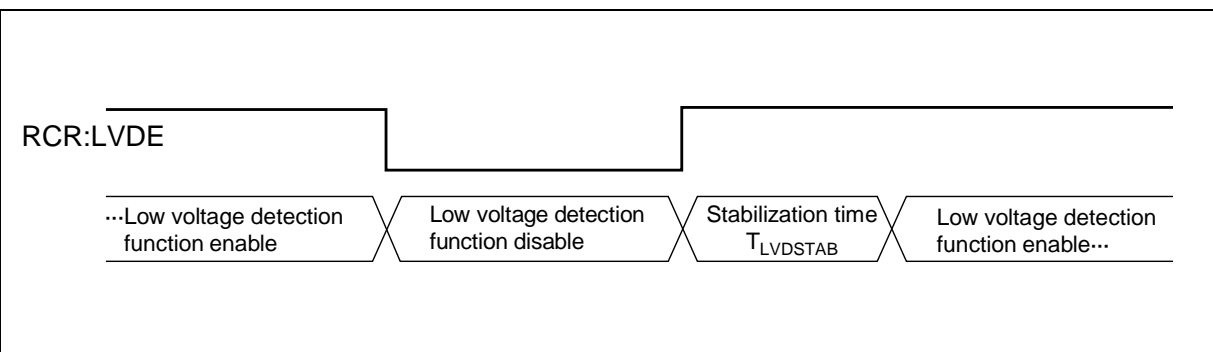 RCR:LVDE
···Low voltage detection
function enable
Low voltage detection
function disable
Stabilization time
TLVDSTAB
Low voltage detection
function enable···